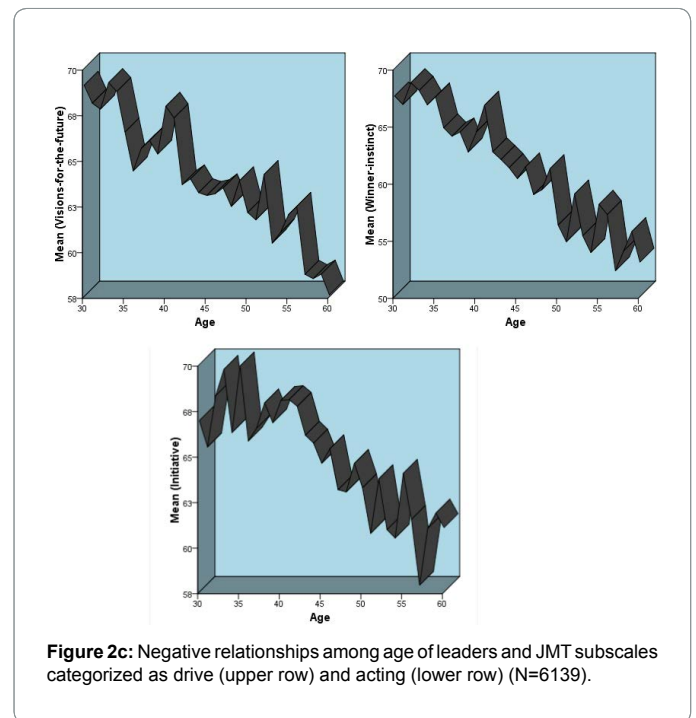 70
68
65
63
60
58
Mean (Visions-for-the-future)
30 35 40 45 50 55 60
Age
70
65
60
55
50
Mean (Winner-instinct)
30 35 40 45 50 55 60
Age
70
68
65
63
60
58
Mean (Initiative)
30 35 40 45 50 55 60
Age
Figure 2c: Negative relationships among age of leaders and JMT subscales
categorized as drive (upper row) and acting (lower row) (N=6139).